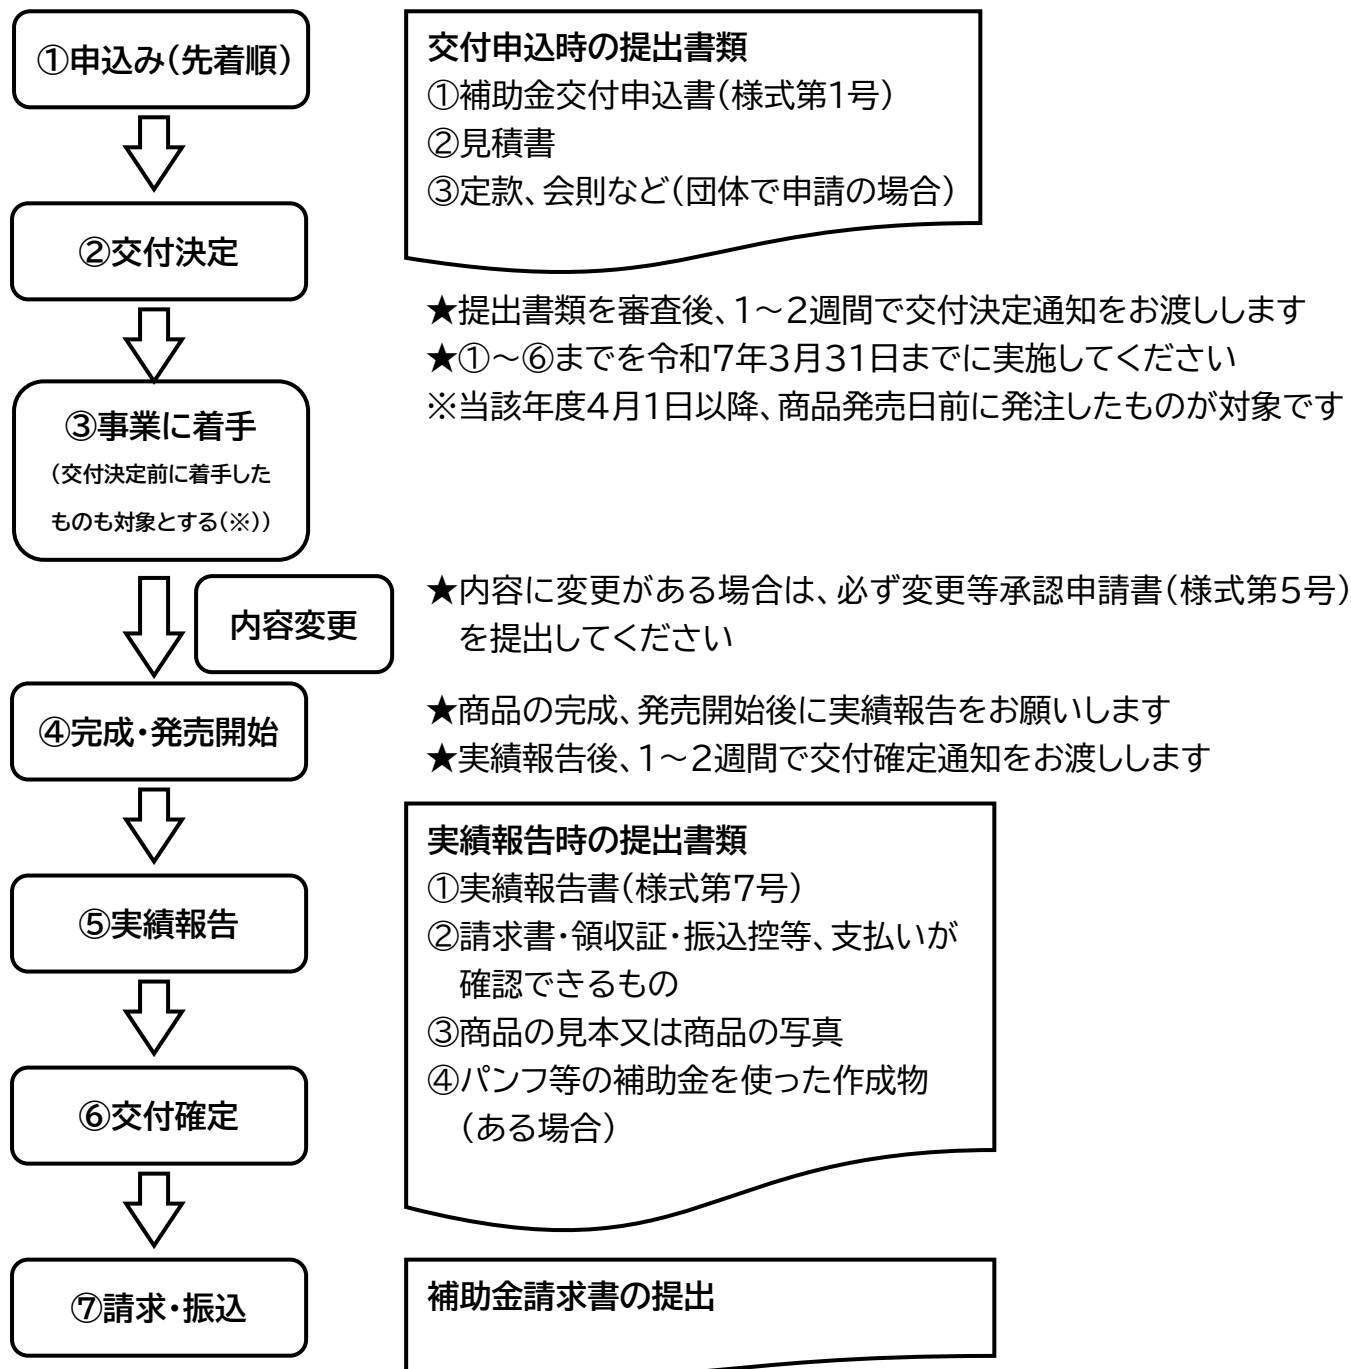 ①申込み(先着順)
交付申込時の提出書類
①補助金交付申込書(様式第1号)
②見積書
③定款、会則など(団体で申請の場合)
②交付決定
★提出書類を審査後、1～2週間で交付決定通知をお渡しします
★①～⑥までを令和7年3月31日までに実施してください
※当該年度4月1日以降、商品発売日前に発注したものが対象です
③事業に着手
(交付決定前に着手した
ものも対象とする(※))
内容変更
★内容に変更がある場合は、必ず変更等承認申請書(様式第5号)
を提出してください
④完成・発売開始
★商品の完成、発売開始後に実績報告をお願いします
★実績報告後、1～2週間で交付確定通知をお渡しします
⑤実績報告
実績報告時の提出書類
①実績報告書(様式第7号)
②請求書・領収証・振込控等、支払いが
確認できるもの
③商品の見本又は商品の写真
④パンフ等の補助金を使った作成物
(ある場合)
⑥交付確定
⑦請求・振込
補助金請求書の提出